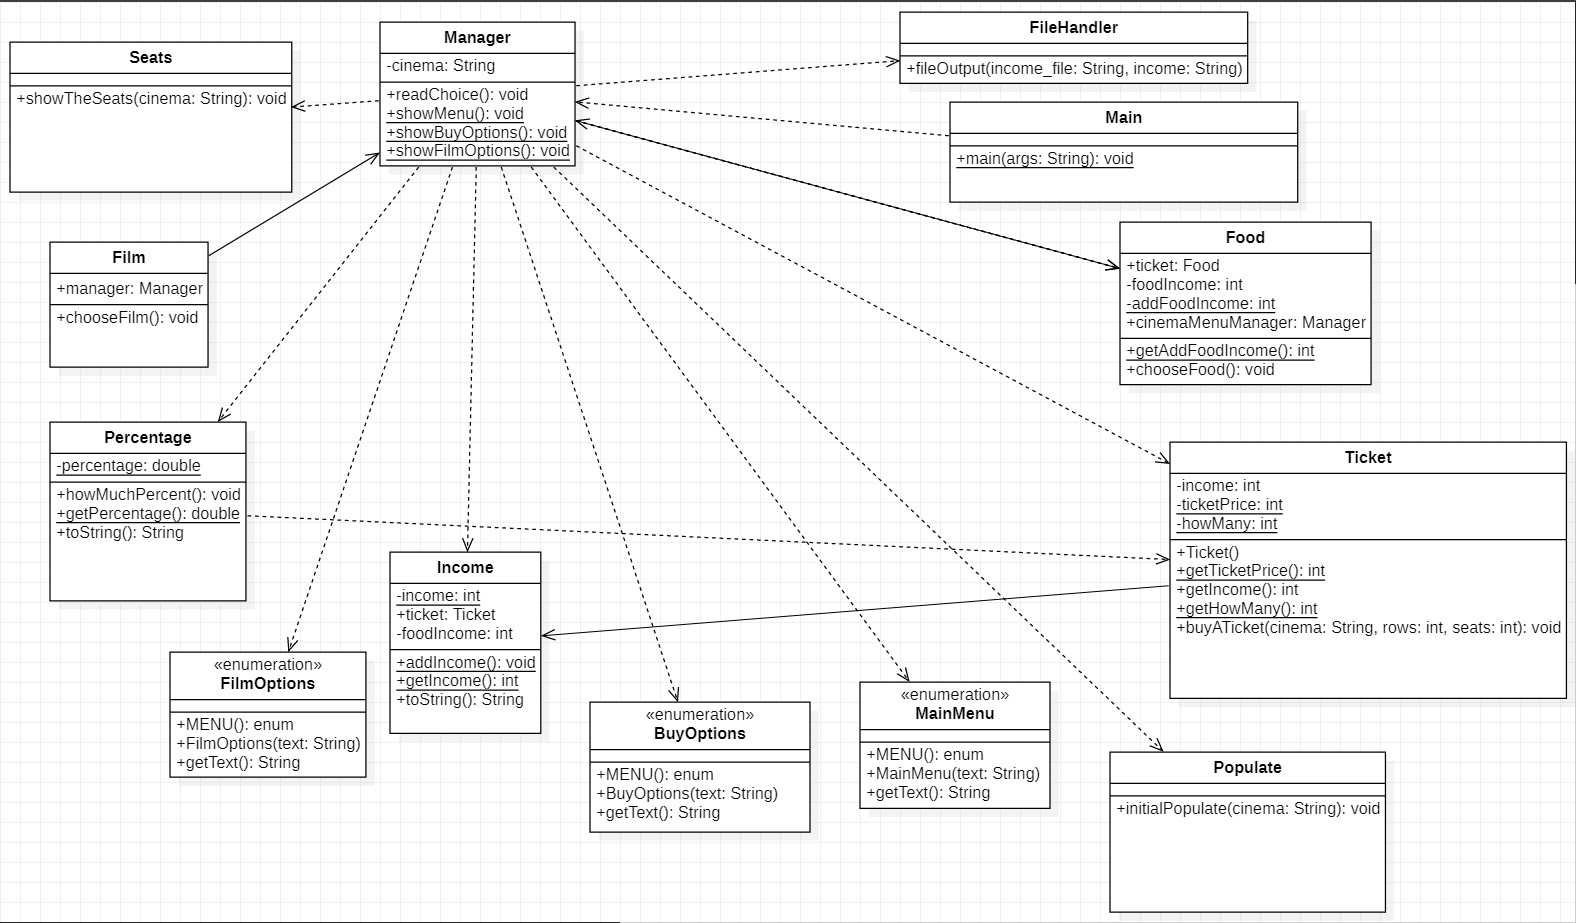 Seats
+showTheSeats(cinema: String): void
Manager
-cinema: String
+readChoice(): void
+showMenu(): void
+showBuyOptions(): void
+showFilmOptions(): void
FileHandler
+fileOutput(income_file: String, income: String)
Main
+main(args: String): void
Film
+manager: Manager
+chooseFilm(): void
Food
+ticket: Food
-foodIncome: int
-addFoodIncome: int
+cinemaMenuManager: Manager
+getAddFoodIncome(): int
+chooseFood(): void
Percentage
-percentage: double
+howMuchPercent(): void
+getPercentage(): double
+toString(): String
Ticket
-income: int
-ticketPrice: int
-howMany: int
+Ticket()
+getTicketPrice(): int
+getIncome(): int
+getHowMany(): int
+buyATicket(cinema: String, rows: int, seats: int): void
Income
-income: int
+ticket: Ticket
-foodIncome: int
+addIncome(): void
+getIncome(): int
+toString(): String
«enumeration»
FilmOptions
+MENU(): enum
+FilmOptions(text: String)
+getText(): String
«enumeration»
BuyOptions
+MENU(): enum
+BuyOptions(text: String)
+getText(): String
«enumeration»
MainMenu
+MENU(): enum
+MainMenu(text: String)
+getText(): String
Populate
+initialPopulate(cinema: String): void